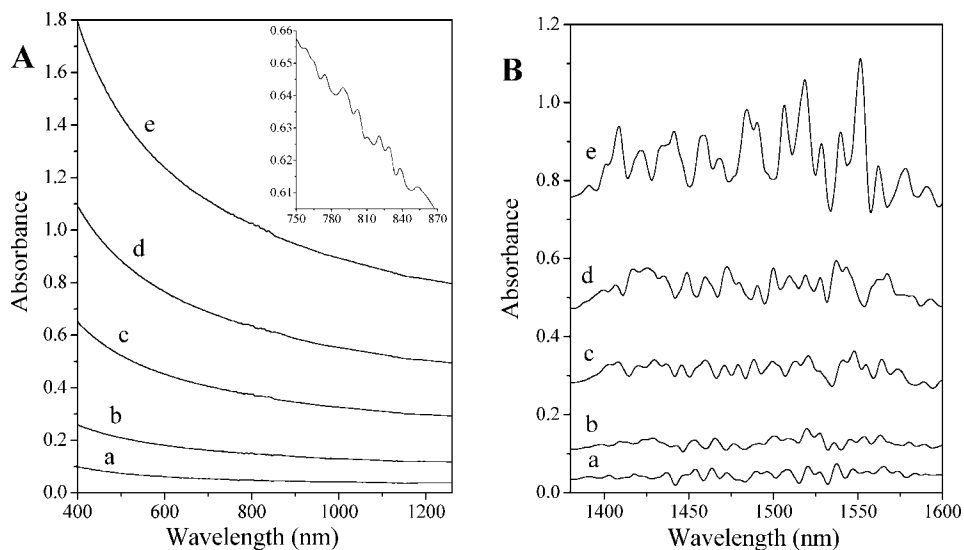 A
Absorbance
1.8
1.6
1.4
1.2
1.0
0.8
0.6
0.4
0.2
0.0
400 600 800 1000 1200
Wavelength (nm)
e
d
c
b
a
0.66
0.65
0.64
0.63
0.62
0.61
750 780 810 840 870
B
Absorbance
1.2
1.0
0.8
0.6
0.4
0.2
0.0
1400 1450 1500 1550 1600
Wavelength (nm)
e
d
c
b
a